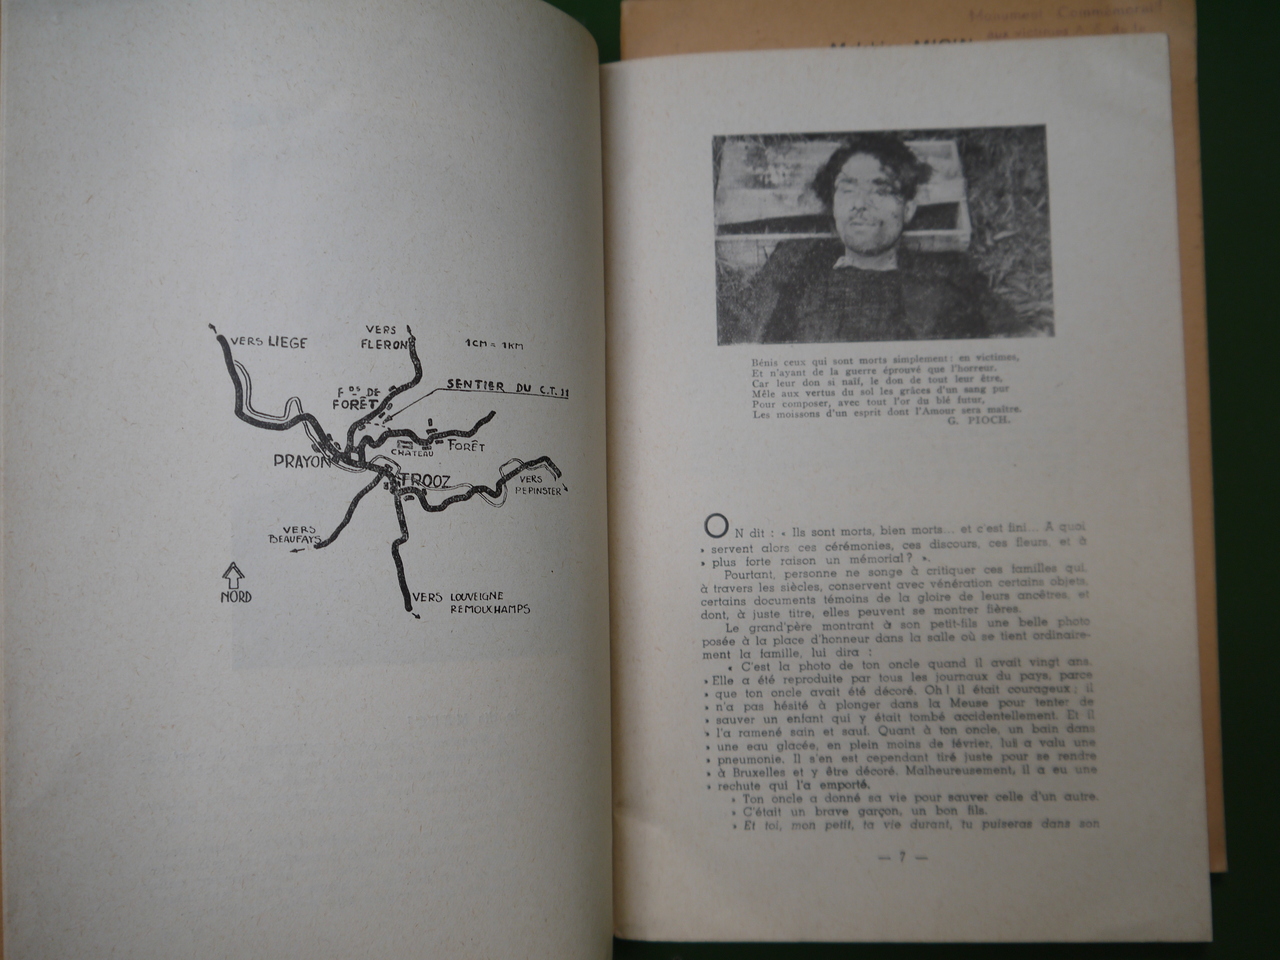 VERS LIEGE
VERS
FLERON
1CM = 1KM
SENTIER DU C.T. 11
Fds DE
FORÊT
CHATEAU
FORÊT
PRAYON
TROOZ
VERS
PEPINSTER
VERS
BEAUFAYS
NORD
VERS LOUVEIGNE
REMOUCHAMPS
Monument Commémoratif
aux victimes
Bénis ceux qui sont morts simplement : en victimes,
Et n'ayant de la guerre éprouvé que l'horreur.
Car leur don si naïf, le don de tout leur être,
Mêle aux vertus du sol les grâces d'un sang pur
Pour composer, avec tout l'or du blé futur,
Les moissons d'un esprit dont l'Amour sera maître.
G. PIOCH.
ON dit : « Ils sont morts, bien morts... et c'est fini... A quoi
» servent alors ces cérémonies, ces discours, ces fleurs, et à
» plus forte raison un mémorial ? ».
Pourtant, personne ne songe à critiquer ces familles qui,
à travers les siècles, conservent avec vénération certains objets,
certains documents témoins de la gloire de leurs ancêtres, et
dont, à juste titre, elles peuvent se montrer fières.
Le grand'père montrant à son petit-fils une belle photo
posée à la place d'honneur dans la salle où se tient ordinaire-
ment la famille, lui dira :
« C'est la photo de ton oncle quand il avait vingt ans.
» Elle a été reproduite par tous les journaux du pays, parce
» que ton oncle avait été décoré. Oh ! il était courageux ; il
» n'a pas hésité à plonger dans la Meuse pour tenter de
» sauver un enfant qui y était tombé accidentellement. Et il
» l'a ramené sain et sauf. Quant à ton oncle, un bain dans
» une eau glacée, en plein moins de février, lui a valu une
» pneumonie. Il s'en est cependant tiré juste pour se rendre
» à Bruxelles et y être décoré. Malheureusement, il a eu une
» rechute qui l'a emporté.
» Ton oncle a donné sa vie pour sauver celle d'un autre.
» C'était un brave garçon, un bon fils.
» Et toi, mon petit, ta vie durant, tu puiseras dans son
— 7 —